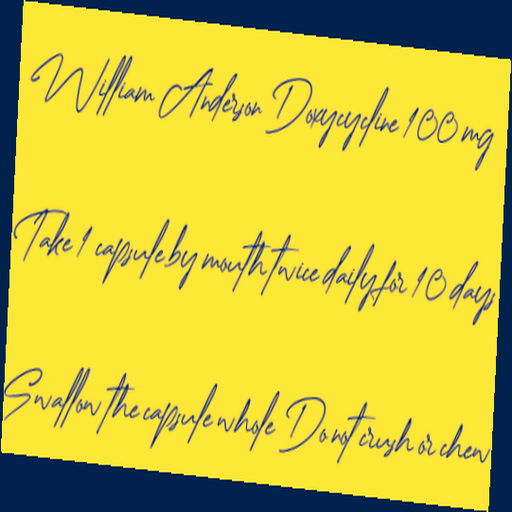 William Anderson Doxycycline 100 mg
Take 1 capsule by mouth twice daily for 10 days
Swallow the capsule whole Do not crush or chew